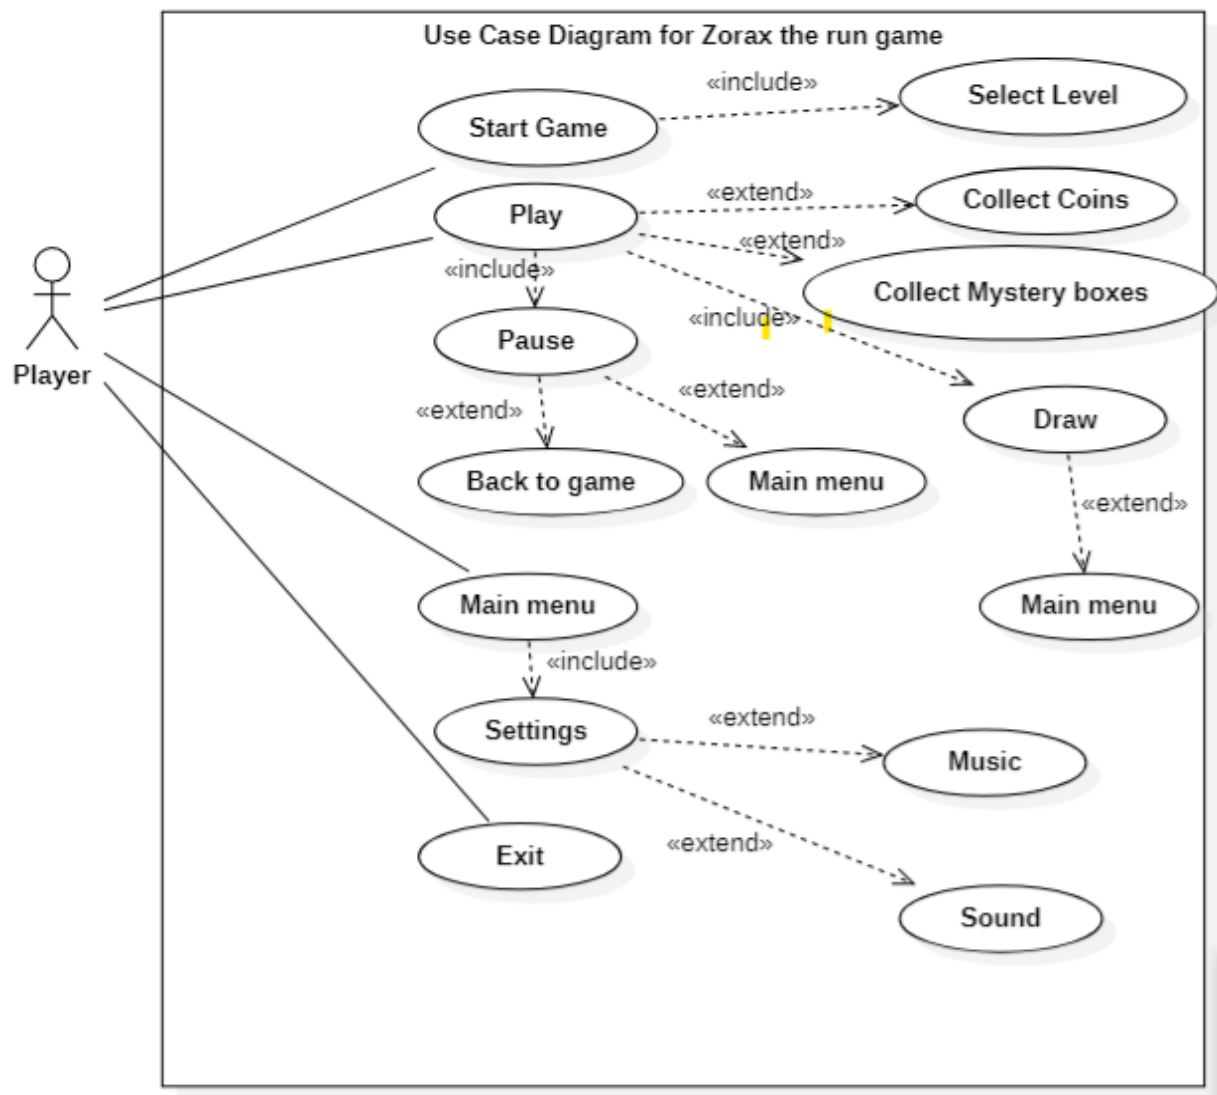 Use Case Diagram for Zorax the run game
«include»
Select Level
Start Game
«extend»
Collect Coins
Play
«extend»
«include»
Collect Mystery boxes
«include»
Pause
Player
«extend»
«extend»
Draw
Back to game
Main menu
«extend»
Main menu
Main menu
«include»
Settings
«extend»
Music
«extend»
Exit
Sound